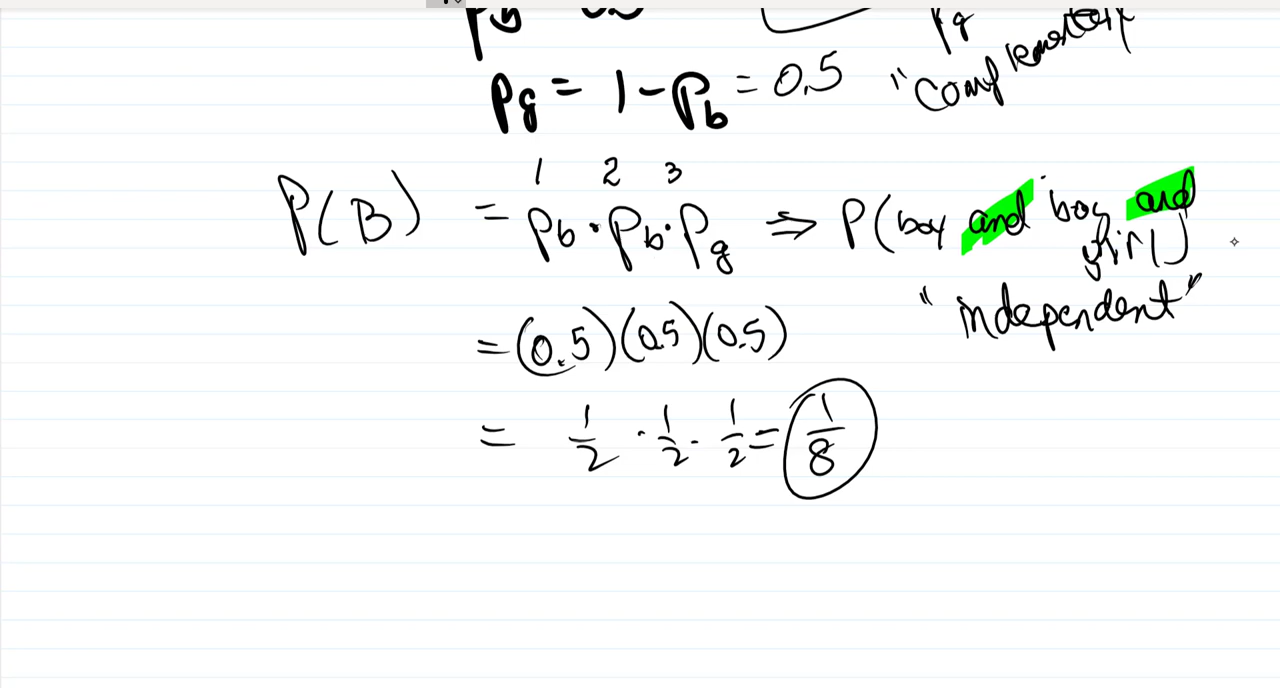 Pg = 1 - Pb = 0.5
"complementary
1 2 3
P(B) = Pb · Pb · Pg ⇒ P(boy and boy and
girl)
"independent"
= (0.5)(0.5)(0.5)
= 1/2 · 1/2 · 1/2 = 1/8